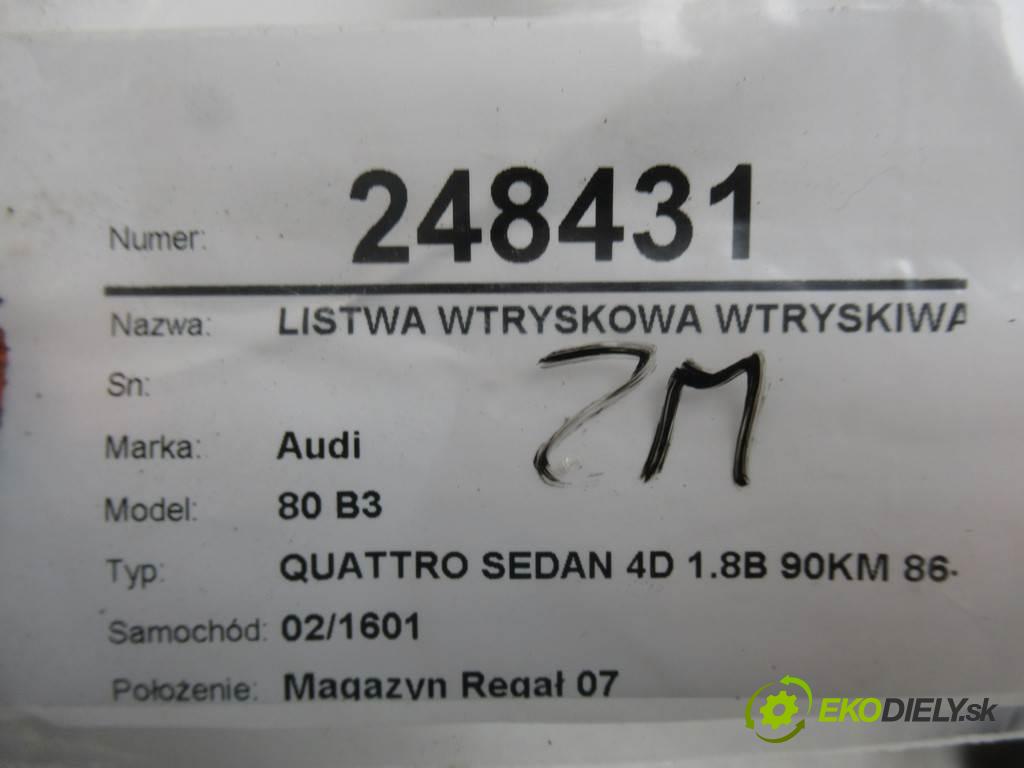 Numer: 248431
Nazwa: LISTWA WTRYSKOWA WTRYSKIWA
ZM
Sn:
Marka: Audi
Model: 80 B3
Typ: QUATTRO SEDAN 4D 1.8B 90KM 86-
Samochód: 02/1601
Położenie: Magazyn Regał 07
EKODIELY.sk